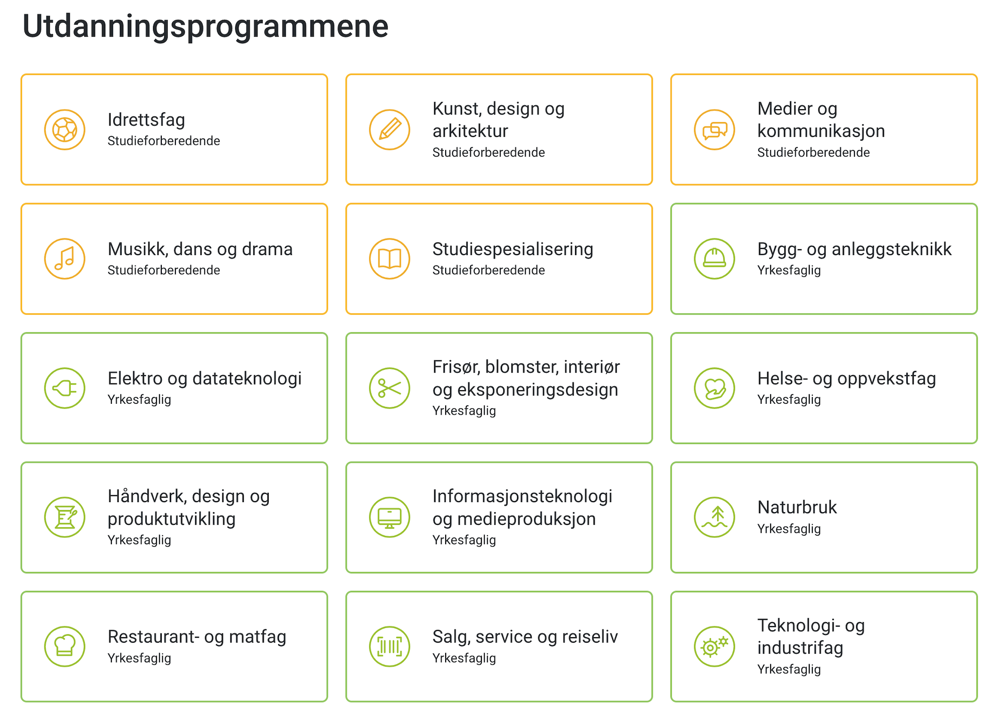 Utdanningsprogrammene
Idrettsfag
Studieforberedende
Kunst, design og
arkitektur
Studieforberedende
Medier og
kommunikasjon
Studieforberedende
Musikk, dans og drama
Studieforberedende
Studiespesialisering
Studieforberedende
Bygg- og anleggsteknikk
Yrkesfaglig
Elektro og datateknologi
Yrkesfaglig
Frisør, blomster, interiør
og eksponeringsdesign
Yrkesfaglig
Helse- og oppvekstfag
Yrkesfaglig
Håndverk, design og
produktutvikling
Yrkesfaglig
Informasjonsteknologi
og medieproduksjon
Yrkesfaglig
Naturbruk
Yrkesfaglig
Restaurant- og matfag
Yrkesfaglig
Salg, service og reiseliv
Yrkesfaglig
Teknologi- og
industrifag
Yrkesfaglig